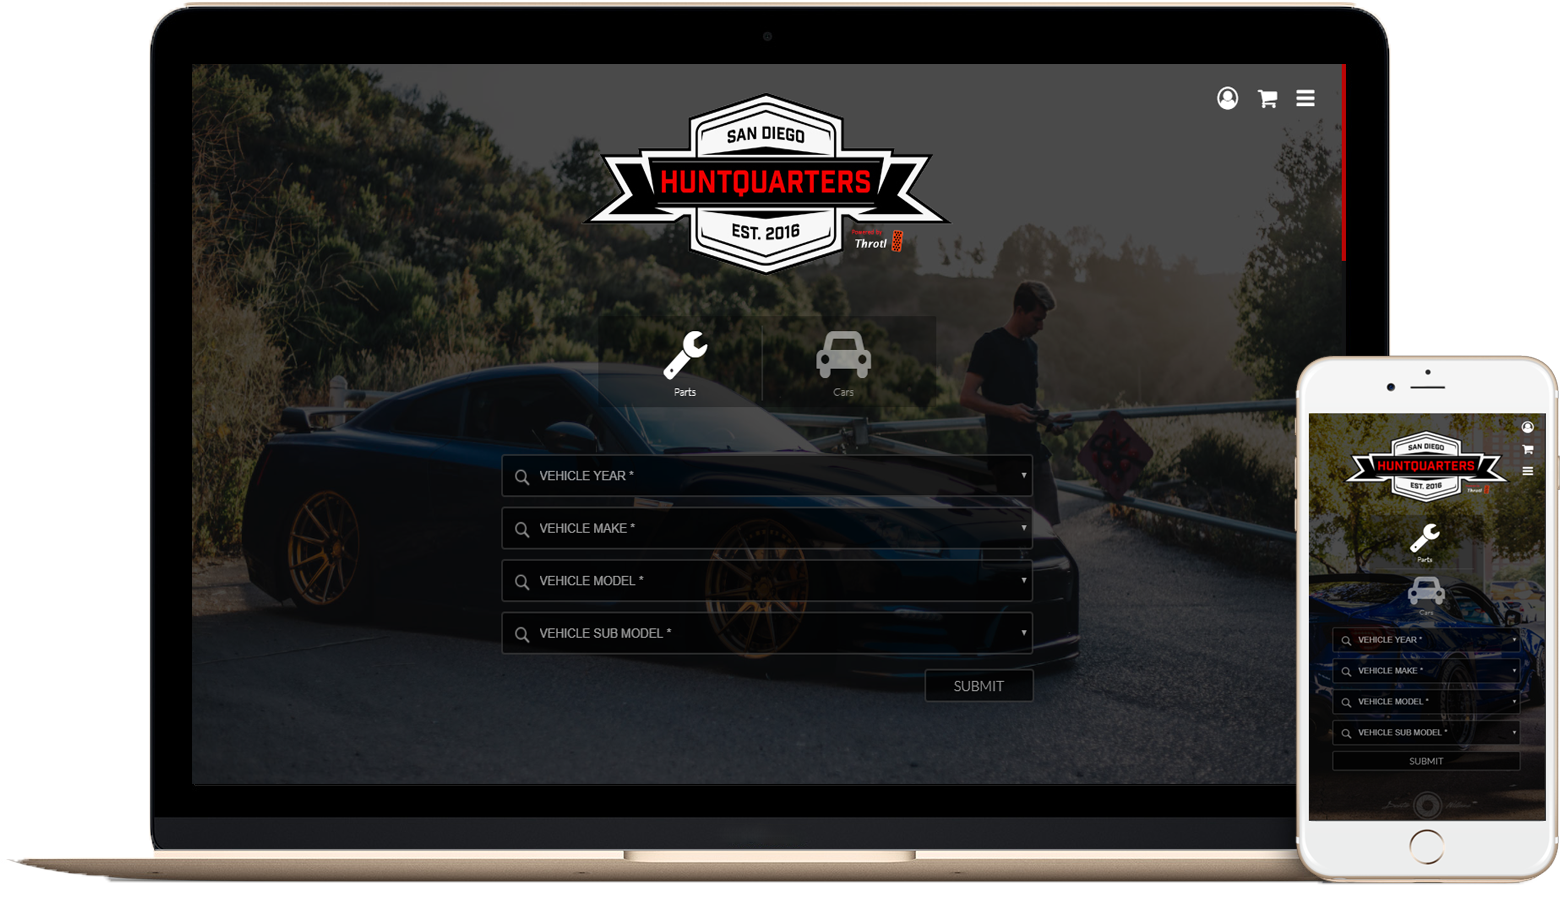 SAN DIEGO
HUNTQUARTERS
EST. 2016
Powered by
Throtl
Parts
Cars
VEHICLE YEAR *
VEHICLE MAKE *
VEHICLE MODEL *
VEHICLE SUB MODEL *
SUBMIT
SAN DIEGO
HUNTQUARTERS
EST. 2016
Throtl
Parts
Cars
VEHICLE YEAR *
VEHICLE MAKE *
VEHICLE MODEL *
VEHICLE SUB MODEL *
SUBMIT